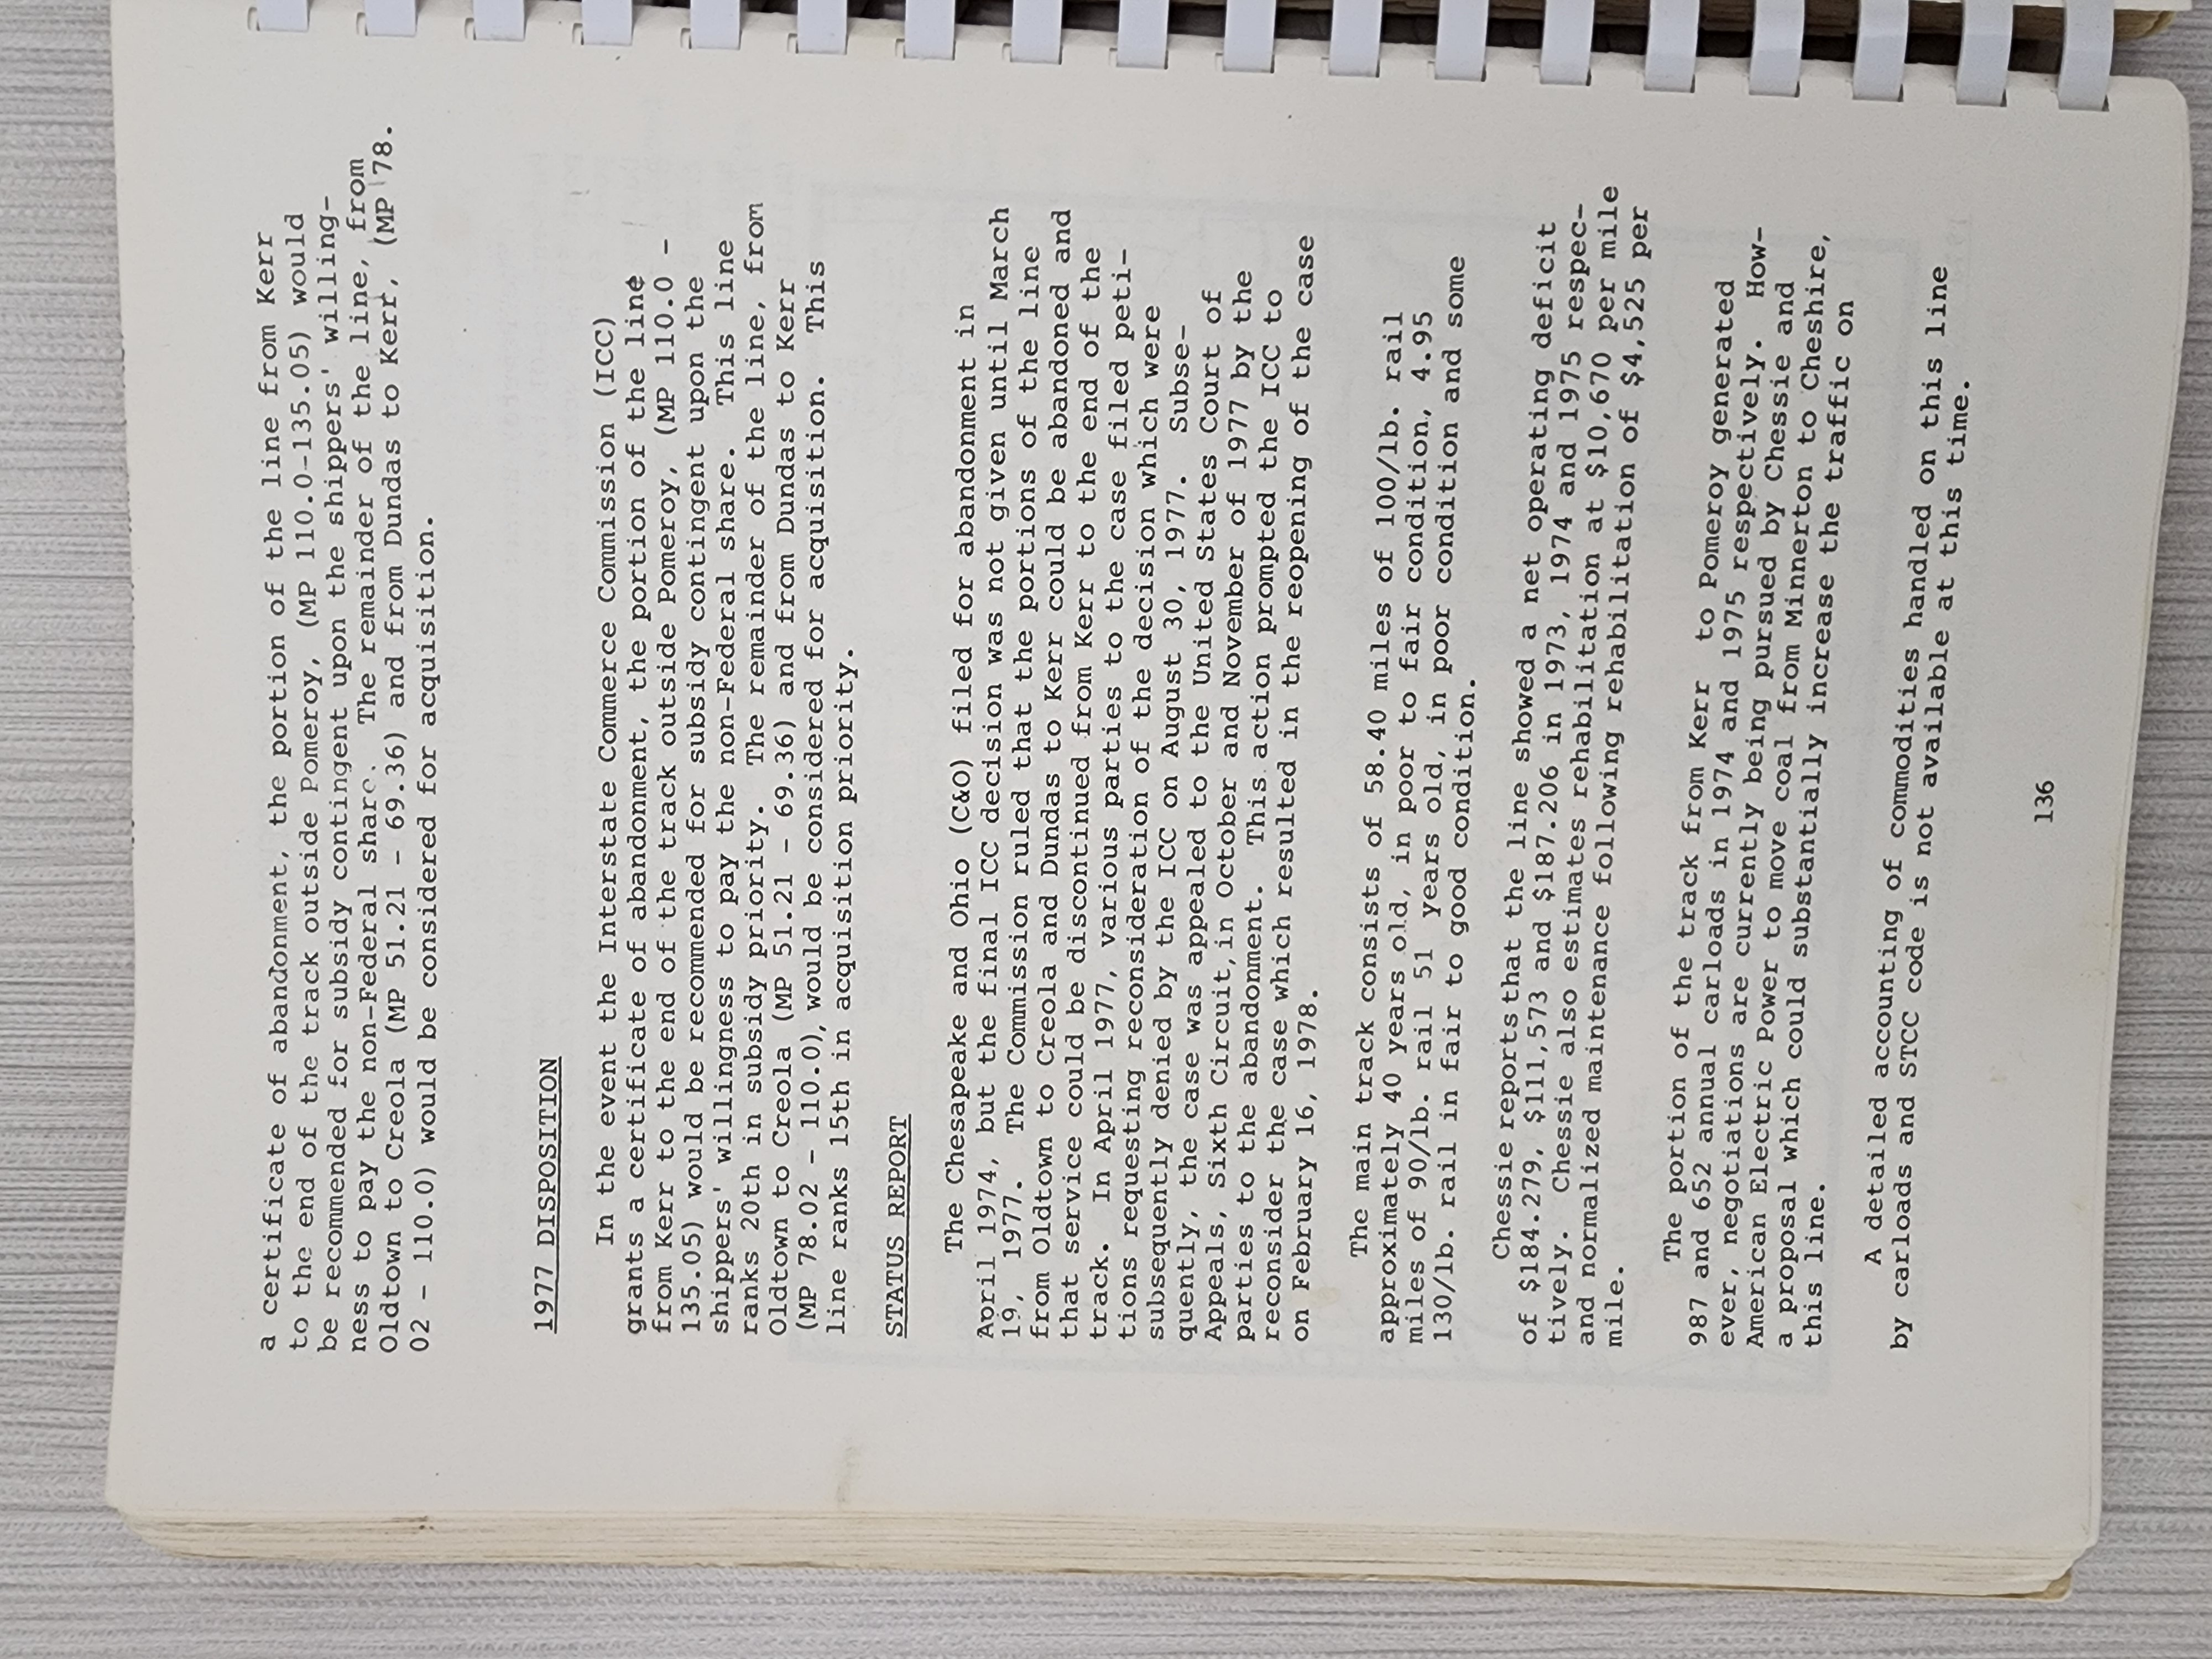 a certificate of abandonment, the portion of the line from Kerr
to the end of the track outside Pomeroy, (MP 110.0-135.05) would
be recommended for subsidy contingent upon the shippers' willing-
ness to pay the non-Federal share. The remainder of the line, from
Oldtown to Creola (MP 51.21 - 69.36) and from Dundas to Kerr, (MP 78.
02 - 110.0) would be considered for acquisition.
1977 DISPOSITION
In the event the Interstate Commerce Commission (ICC)
grants a certificate of abandonment, the portion of the line
from Kerr to the end of the track outside Pomeroy, (MP 110.0 -
135.05) would be recommended for subsidy contingent upon the
shippers' willingness to pay the non-Federal share. This line
ranks 20th in subsidy priority. The remainder of the line, from
Oldtown to Creola (MP 51.21 - 69.36) and from Dundas to Kerr
(MP 78.02 - 110.0), would be considered for acquisition. This
line ranks 15th in acquisition priority.
STATUS REPORT
The Chesapeake and Ohio (C&O) filed for abandonment in
April 1974, but the final ICC decision was not given until March
19, 1977. The Commission ruled that the portions of the line
from Oldtown to Creola and Dundas to Kerr could be abandoned and
that service could be discontinued from Kerr to the end of the
track. In April 1977, various parties to the case filed peti-
tions requesting reconsideration of the decision which were
subsequently denied by the ICC on August 30, 1977. Subse-
quently, the case was appealed to the United States Court of
Appeals, Sixth Circuit, in October and November of 1977 by the
parties to the abandonment. This action prompted the ICC to
reconsider the case which resulted in the reopening of the case
on February 16, 1978.
The main track consists of 58.40 miles of 100/lb. rail
approximately 40 years old, in poor to fair condition, 4.95
miles of 90/lb. rail 51 years old, in poor condition and some
130/lb. rail in fair to good condition.
Chessie reports that the line showed a net operating deficit
of $184.279, $111,573 and $187.206 in 1973, 1974 and 1975 respec-
tively. Chessie also estimates rehabilitation at $10,670 per mile
and normalized maintenance following rehabilitation of $4,525 per
mile.
The portion of the track from Kerr to Pomeroy generated
987 and 652 annual carloads in 1974 and 1975 respectively. How-
ever, negotiations are currently being pursued by Chessie and
American Electric Power to move coal from Minnerton to Cheshire,
a proposal which could substantially increase the traffic on
this line.
A detailed accounting of commodities handled on this line
by carloads and STCC code is not available at this time.
136